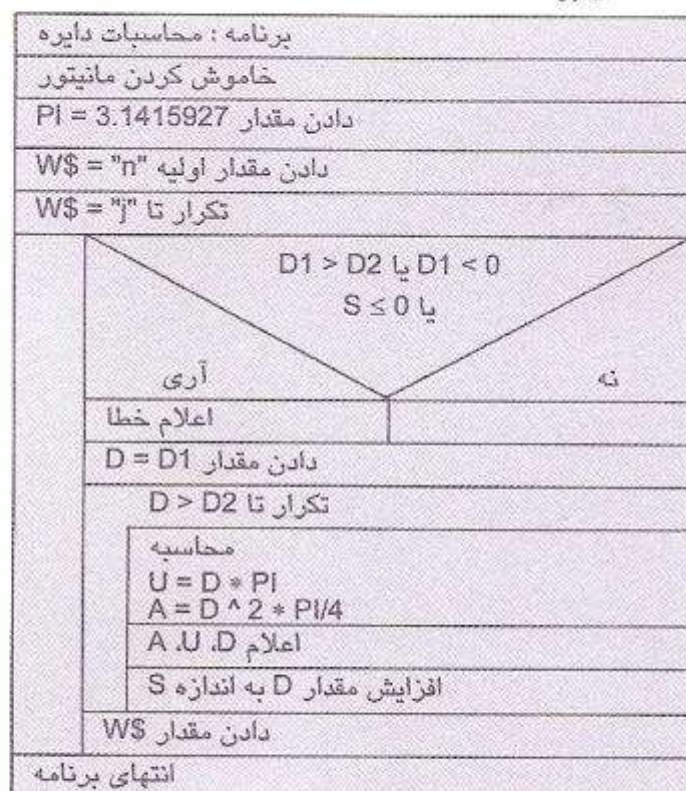 برنامه : محاسبات دایره
خاموش کردن مانیتور
دادن مقدار PI = 3.1415927
دادن مقدار اولیه W$ = "n"
تکرار تا W$ = "j"
D1 > D2 یا D1 < 0
یا S ≤ 0
آری
نه
اعلام خطا
دادن مقدار D = D1
تکرار تا D > D2
محاسبه
U = D * PI
A = D ^ 2 * PI/4
اعلام A ،U ،D
افزایش مقدار D به اندازه S
دادن مقدار W$
انتهای برنامه